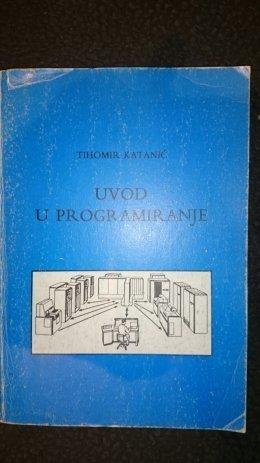 TIHOMIR KATANIĆ
UVOD
U PROGRAMIRANJE